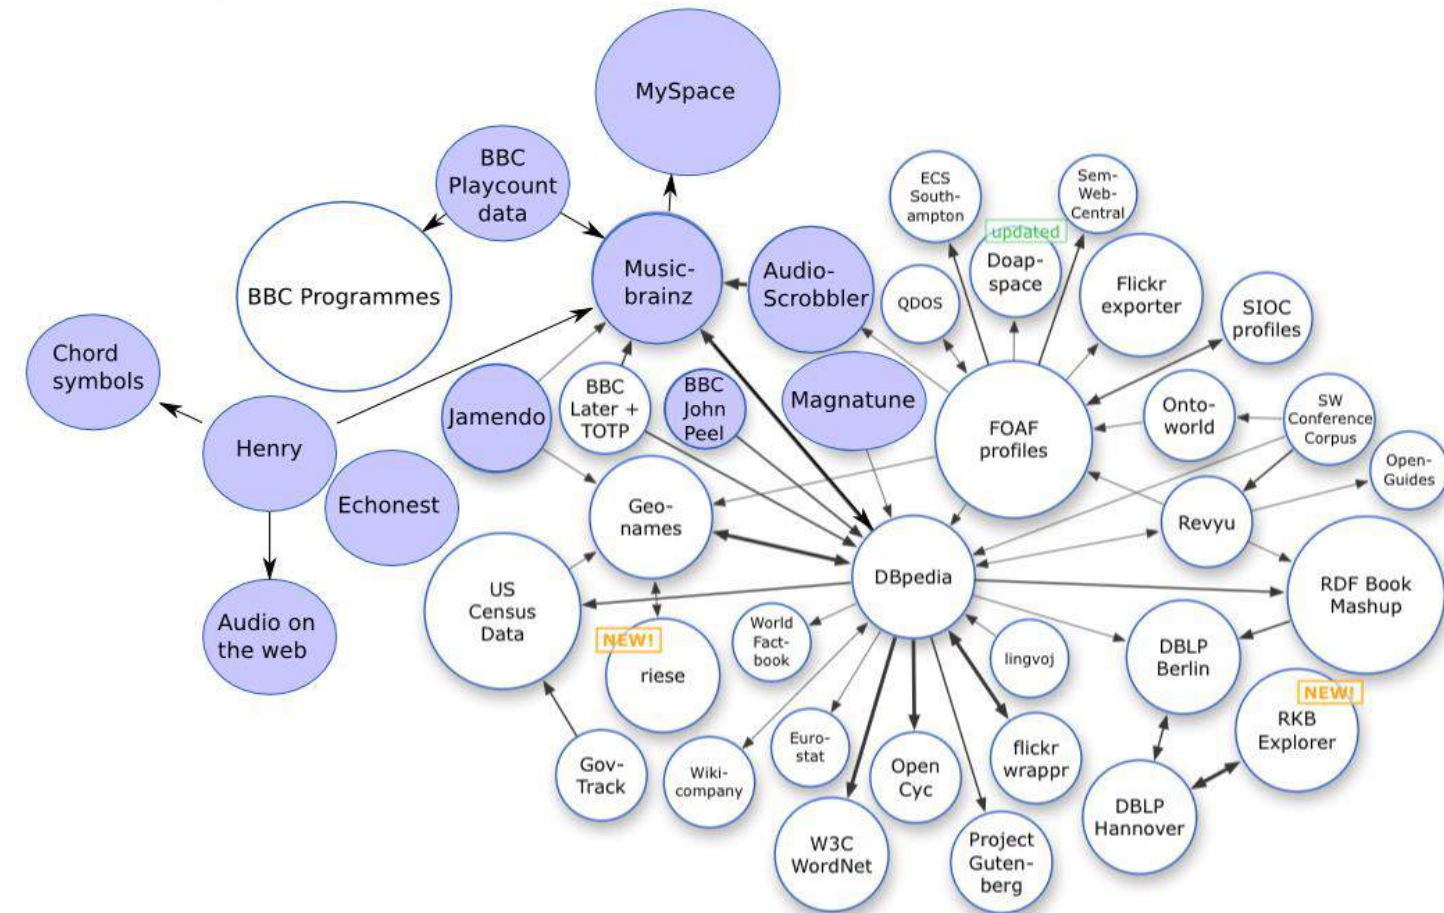 MySpace
BBC
Playcount
data
ECS
South-
ampton
Sem-
Web-
Central
updated
Doap-
space
Music-
brainz
Audio-
Scrobbler
BBC Programmes
QDOS
Flickr
exporter
SIOC
profiles
Chord
symbols
Henry
Jamendo
BBC
Later +
TOTP
BBC
John
Peel
Magnatune
FOAF
profiles
Onto-
world
SW
Conference
Corpus
Open-
Guides
Echonest
Geo-
names
Revyu
DBpedia
US
Census
Data
RDF Book
Mashup
Audio on
the web
NEW!
riese
World
Fact-
book
lingvoj
DBLP
Berlin
NEW!
RKB
Explorer
Gov-
Track
Wiki-
company
Euro-
stat
Open
Cyc
flickr
wrappr
DBLP
Hannover
W3C
WordNet
Project
Guten-
berg